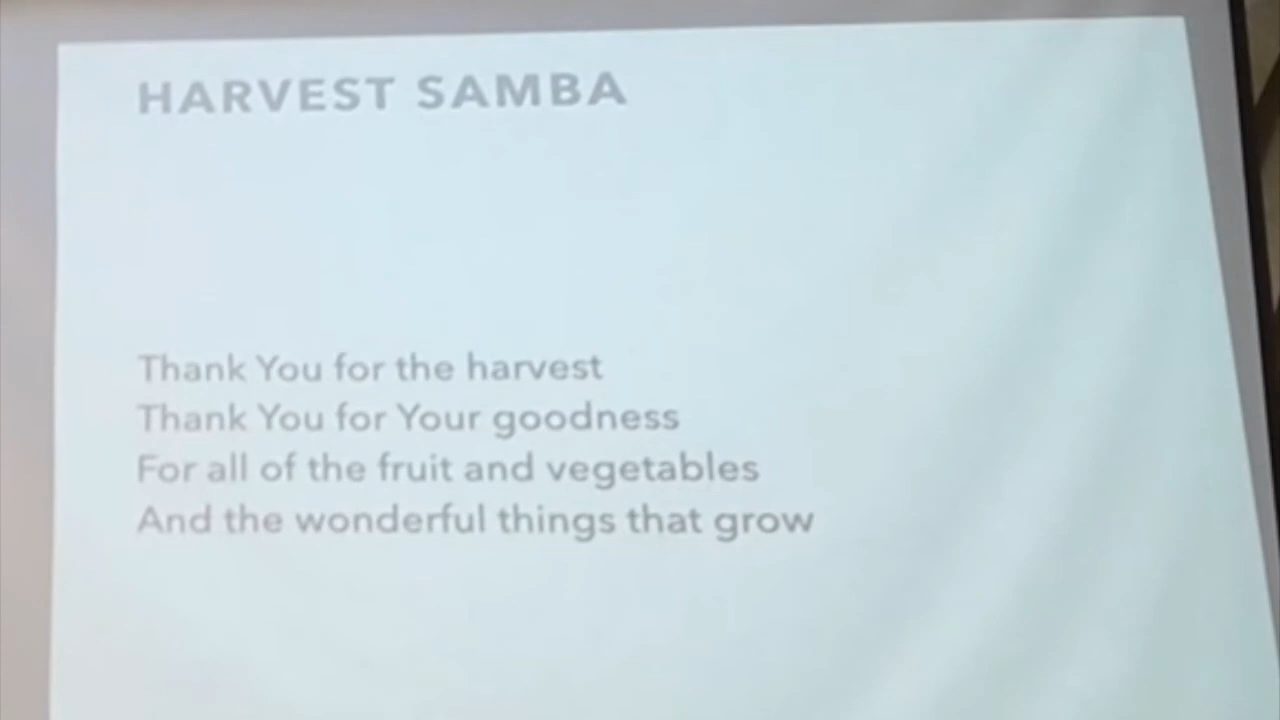 HARVEST SAMBA
Thank You for the harvest
Thank You for Your goodness
For all of the fruit and vegetables
And the wonderful things that grow